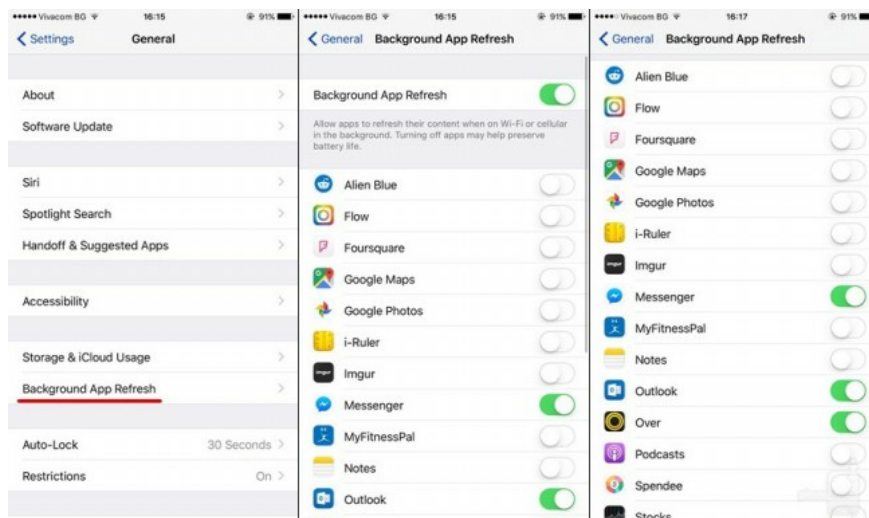 Vivacom BG 16:15 91%
Settings General
About
Software Update
Siri
Spotlight Search
Handoff & Suggested Apps
Accessibility
Storage & iCloud Usage
Background App Refresh
Auto-Lock 30 Seconds
Restrictions On
Vivacom BG 16:15 91%
General Background App Refresh
Background App Refresh
Allow apps to refresh their content when on Wi-Fi or cellular
in the background. Turning off apps may help preserve
battery life.
Alien Blue
Flow
Foursquare
Google Maps
Google Photos
i-Ruler
imgur Imgur
Messenger
MyFitnessPal
Notes
Outlook
Vivacom BG 16:17 91%
General Background App Refresh
Alien Blue
Flow
Foursquare
Google Maps
Google Photos
i-Ruler
imgur Imgur
Messenger
MyFitnessPal
Notes
Outlook
Over
Podcasts
Spendee
Stocks